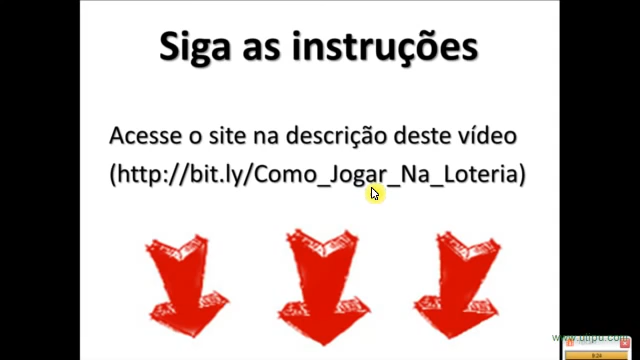 Siga as instruções
Acesse o site na descrição deste vídeo
(http://bit.ly/Como_Jogar_Na_Loteria)